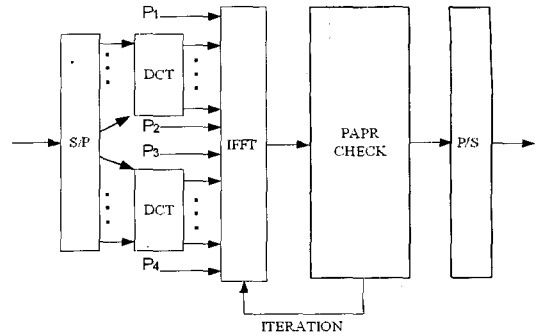 P1
DCT
S/P
P2
P3
IFFT
PAPR
CHECK
P/S
DCT
P4
ITERATION